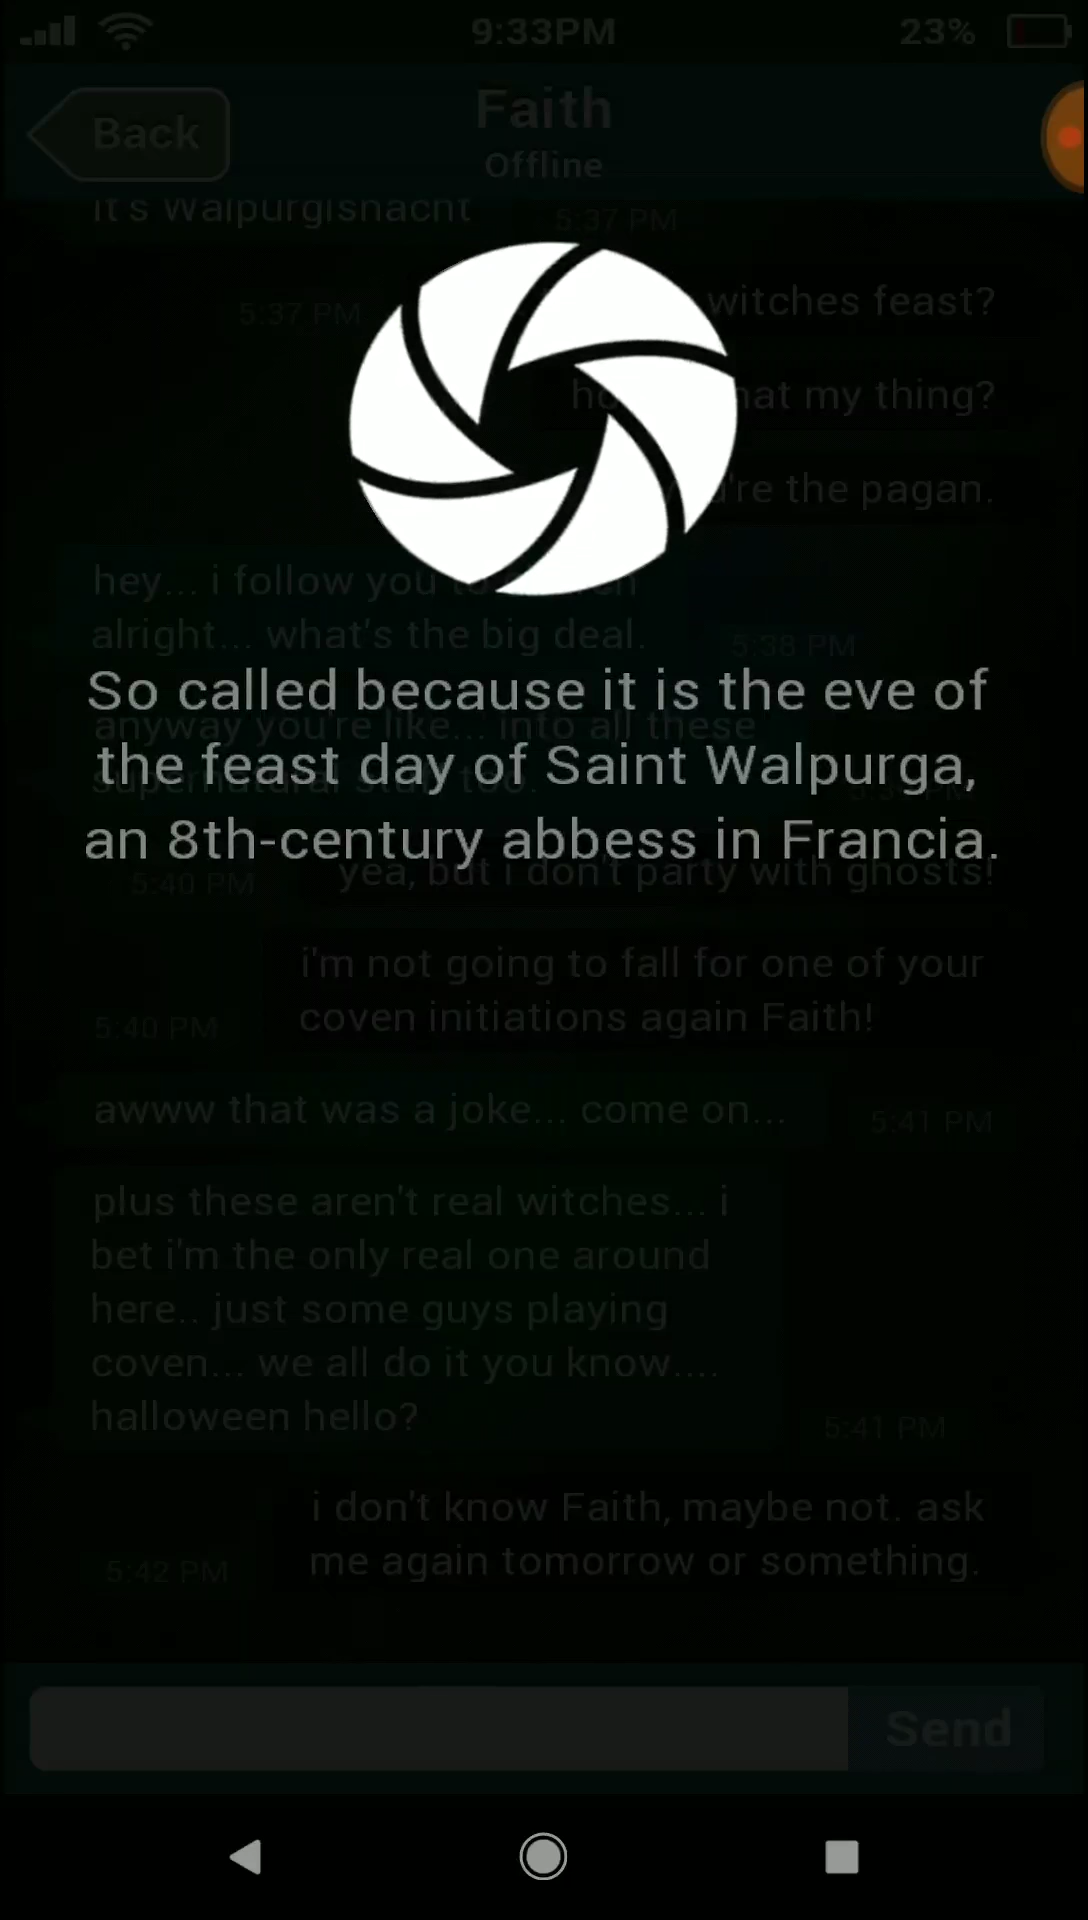 9:33PM
23%
Back
Faith
Offline
it's Walpurgisnacht
5:37 PM
witches feast?
5:37 PM
my thing?
the pagan.
hey... i follow you
alright... what's the big deal.
5:38 PM
So called because it is the eve of
anyway you're like... into all these
the feast day of Saint Walpurga,
supernatural stuff too.
an 8th-century abbess in Francia.
yea, but i don't party with ghosts!
5:40 PM
i'm not going to fall for one of your
coven initiations again Faith!
5:40 PM
awww that was a joke... come on...
5:41 PM
plus these aren't real witches... i
bet i'm the only real one around
here.. just some guys playing
coven... we all do it you know....
halloween hello?
5:41 PM
i don't know Faith, maybe not. ask
me again tomorrow or something.
5:42 PM
Send